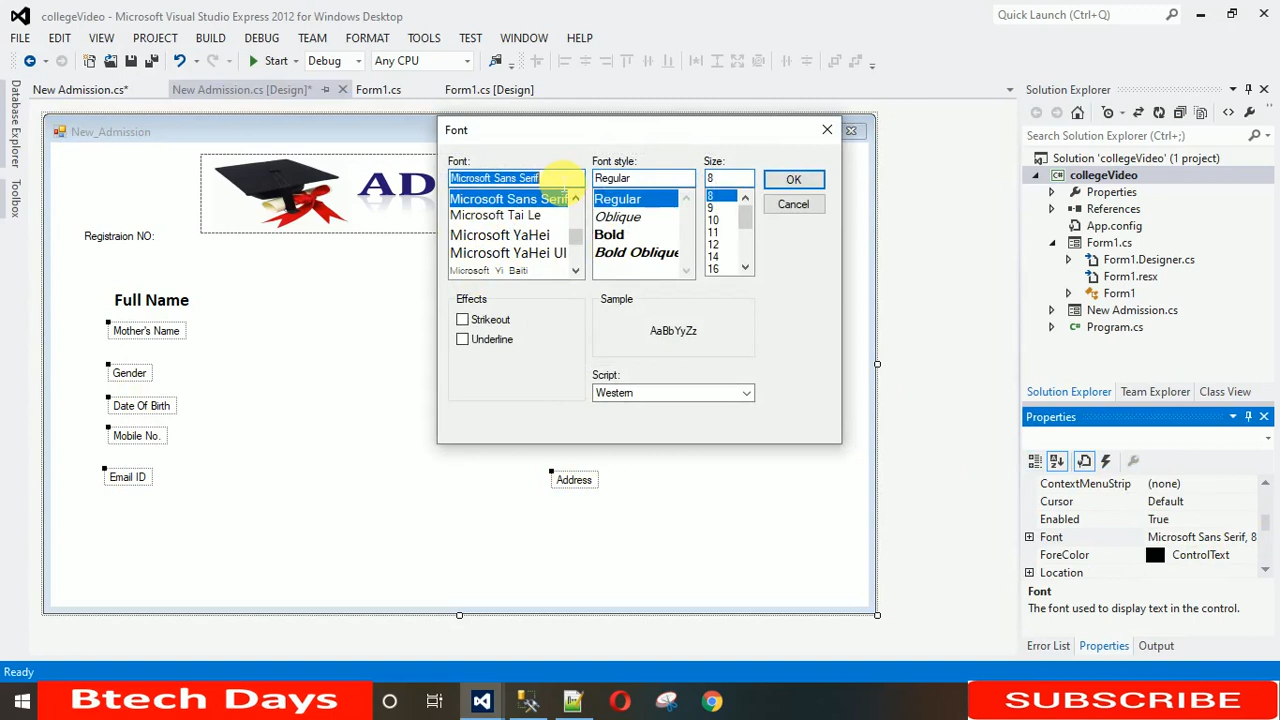 collegeVideo - Microsoft Visual Studio Express 2012 for Windows Desktop
Quick Launch (Ctrl+Q)
FILE EDIT VIEW PROJECT BUILD DEBUG TEAM FORMAT TOOLS TEST WINDOW HELP
Start Debug Any CPU
New Admission.cs* New Admission.cs [Design]* Form1.cs Form1.cs [Design]
Database Explorer
Toolbox
New_Admission
AD
Registraion NO:
Full Name
Mother's Name
Gender
Date Of Birth
Mobile No.
Email ID
Address
Font
Font: Font style: Size:
Microsoft Sans Serif Regular 8
OK
Cancel
Microsoft Sans Serif
Microsoft Tai Le
Microsoft YaHei
Microsoft YaHei UI
Microsoft Yi Baiti
Regular
Oblique
Bold
Bold Oblique
8
9
10
11
12
14
16
Effects
Strikeout
Underline
Sample
AaBbYyZz
Script:
Western
Solution Explorer
Search Solution Explorer (Ctrl+;)
Solution 'collegeVideo' (1 project)
collegeVideo
Properties
References
App.config
Form1.cs
Form1.Designer.cs
Form1.resx
Form1
New Admission.cs
Program.cs
Solution Explorer Team Explorer Class View
Properties
ContextMenuStrip (none)
Cursor Default
Enabled True
Font Microsoft Sans Serif, 8
ForeColor ControlText
Location
Font
The font used to display text in the control.
Error List Properties Output
Ready
Btech Days
SUBSCRIBE